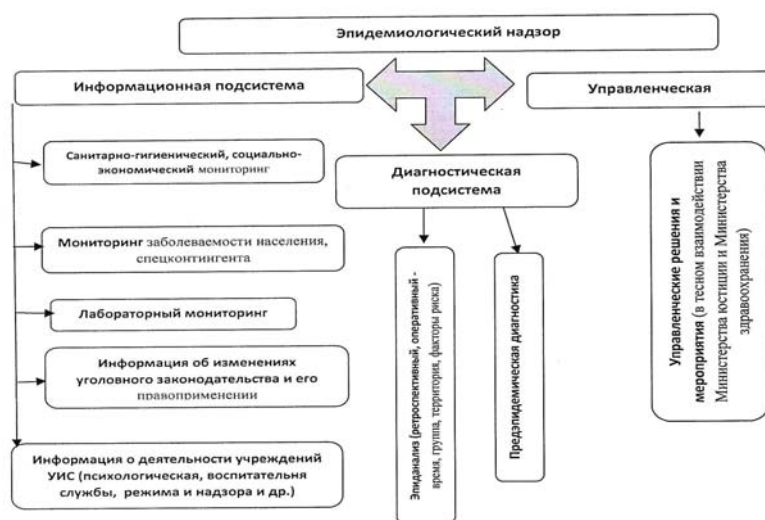 Эпидемиологический надзор
Информационная подсистема
Управленческая
Санитарно-гигиенический, социально-
экономический мониторинг
Диагностическая
подсистема
Мониторинг заболеваемости населения,
спецконтингента
Лабораторный мониторинг
Информация об изменениях
уголовного законодательства и его
правоприменении
Информация о деятельности учреждений
УИС (психологическая, воспитательня
службы, режима и надзора и др.)
Эпиданализ (ретроспективный, оперативный -
время, группа, территория, факторы риска)
Предэпидемическая диагностика
Управленческие решения и
мероприятия (в тесном взаимодействии
Министерства юстиции и Министерства
здравоохранения)